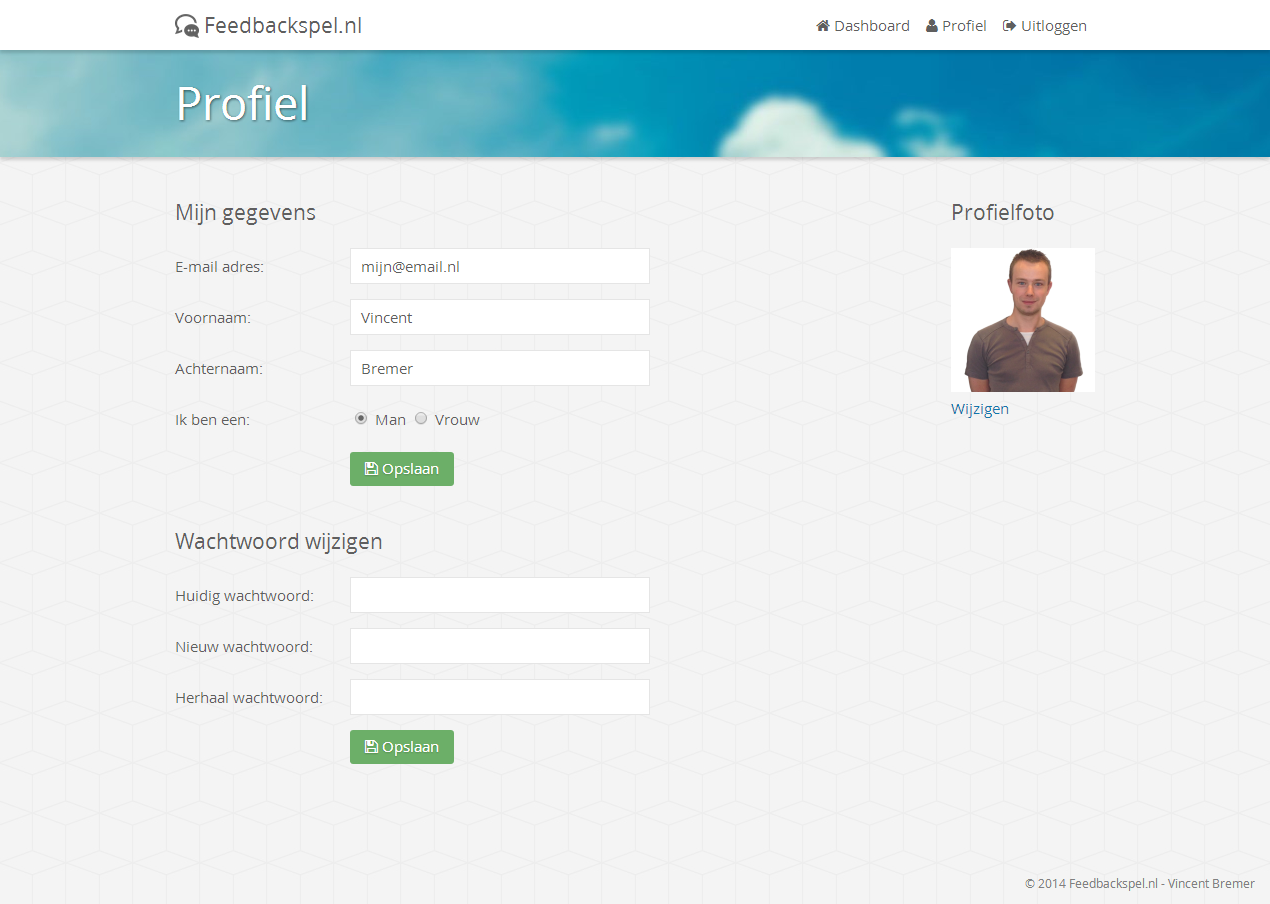 Feedbackspel.nl Dashboard Profiel Uitloggen
Profiel
Mijn gegevens
E-mail adres: mijn@email.nl
Voornaam: Vincent
Achternaam: Bremer
Ik ben een: Man Vrouw
Opslaan
Profielfoto
Wijzigen
Wachtwoord wijzigen
Huidig wachtwoord:
Nieuw wachtwoord:
Herhaal wachtwoord:
Opslaan
© 2014 Feedbackspel.nl - Vincent Bremer